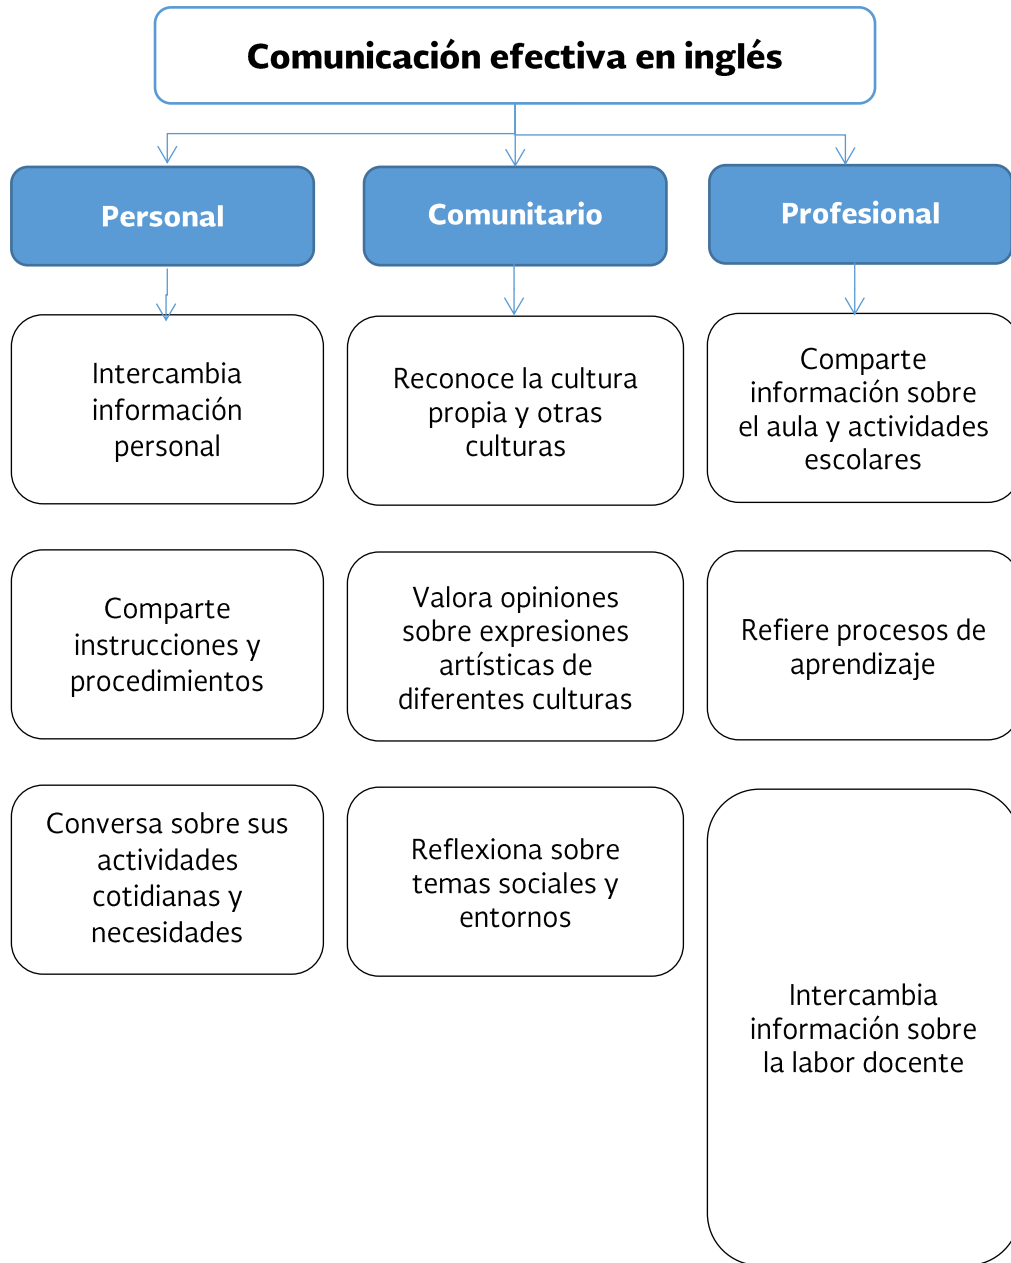 Comunicación efectiva en inglés
Personal
Comunitario
Profesional
Intercambia
información
personal
Reconoce la cultura
propia y otras
culturas
Comparte
información sobre
el aula y actividades
escolares
Comparte
instrucciones y
procedimientos
Valora opiniones
sobre expresiones
artísticas de
diferentes culturas
Refiere procesos de
aprendizaje
Conversa sobre sus
actividades
cotidianas y
necesidades
Reflexiona sobre
temas sociales y
entornos
Intercambia
información sobre
la labor docente